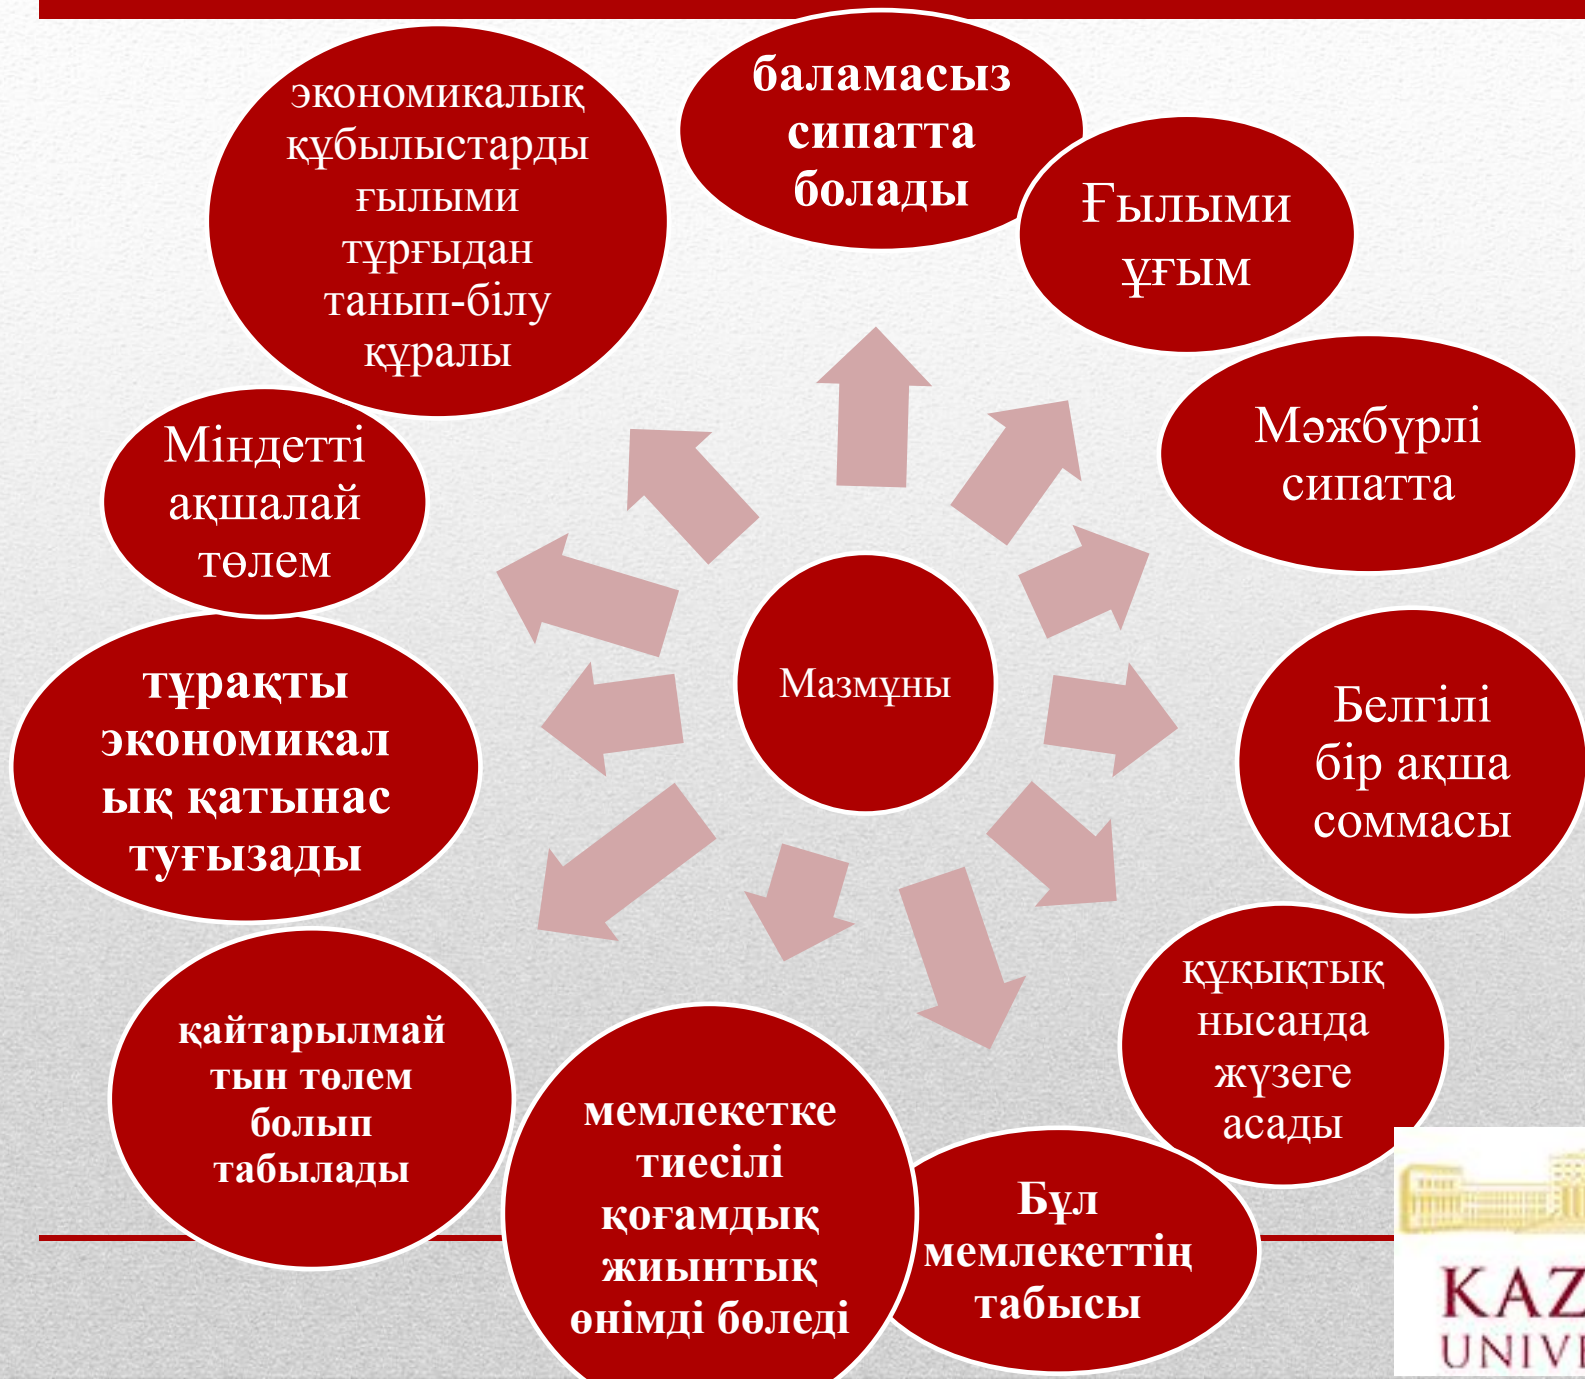 баламасыз
сипатта
болады
Ғылыми
ұғым
Мәжбүрлі
сипатта
Белгілі
бір ақша
соммасы
құқықтық
нысанда
жүзеге
асады
Бұл
мемлекеттің
табысы
мемлекетке
тиесілі
қоғамдық
жиынтық
өнімді бөледі
қайтарылмай
тын төлем
болып
табылады
тұрақты
экономикал
ық қатынас
туғызады
Міндетті
ақшалай
төлем
экономикалық
құбылыстарды
ғылыми
тұрғыдан
танып-білу
құралы
Мазмұны
KAZ
UNIVE